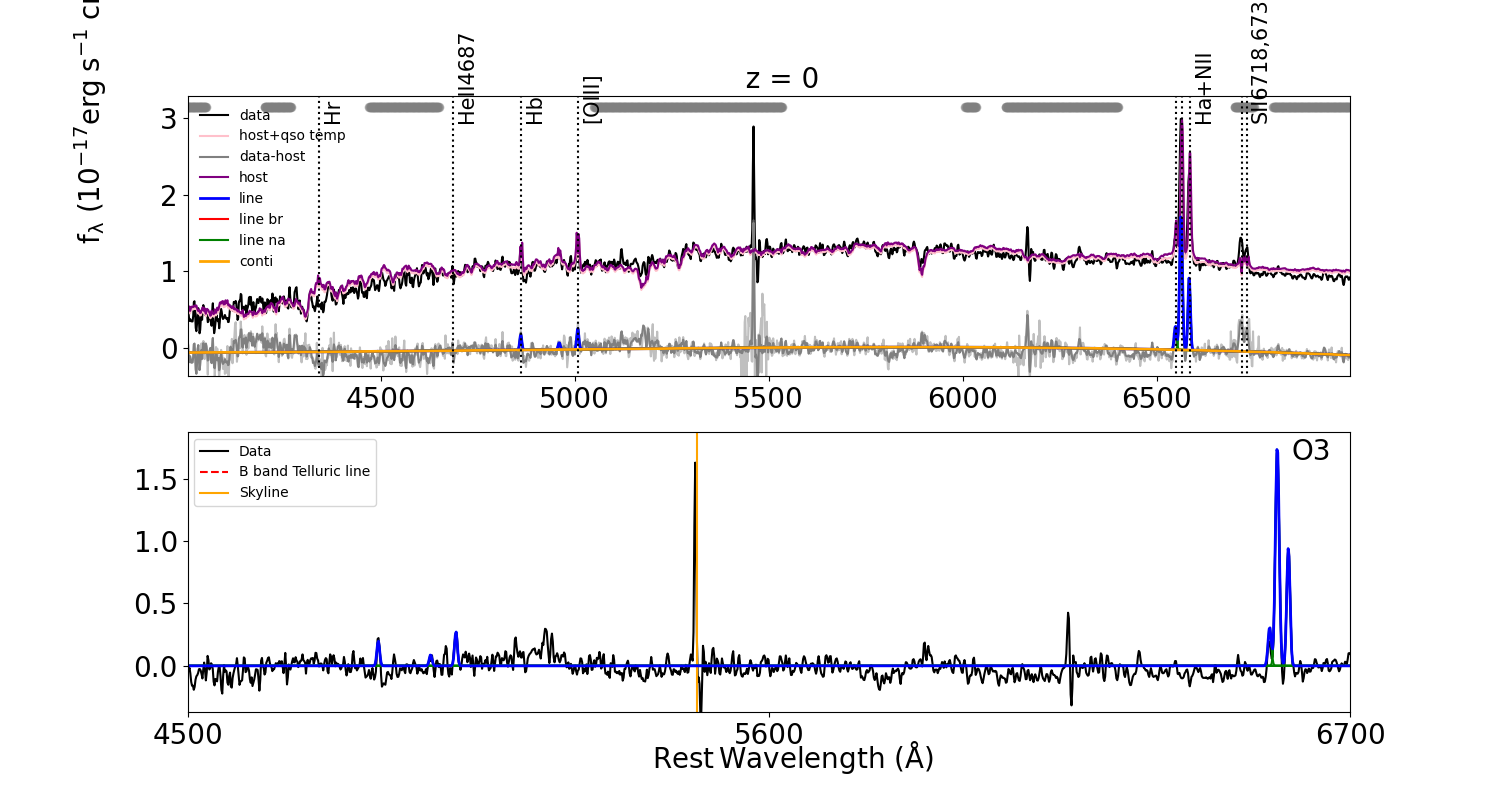 z = 0
f_λ (10^{-17}erg s^{-1} c
Hr
HeII4687
Hb
[OIII]
Ha+NII
SII6718,673
data
host+qso temp
data-host
host
line
line br
line na
conti
3
2
1
0
4500 5000 5500 6000 6500
O3
Data
B band Telluric line
Skyline
1.5
1.0
0.5
0.0
4500 5600 6700
Rest Wavelength (Å)